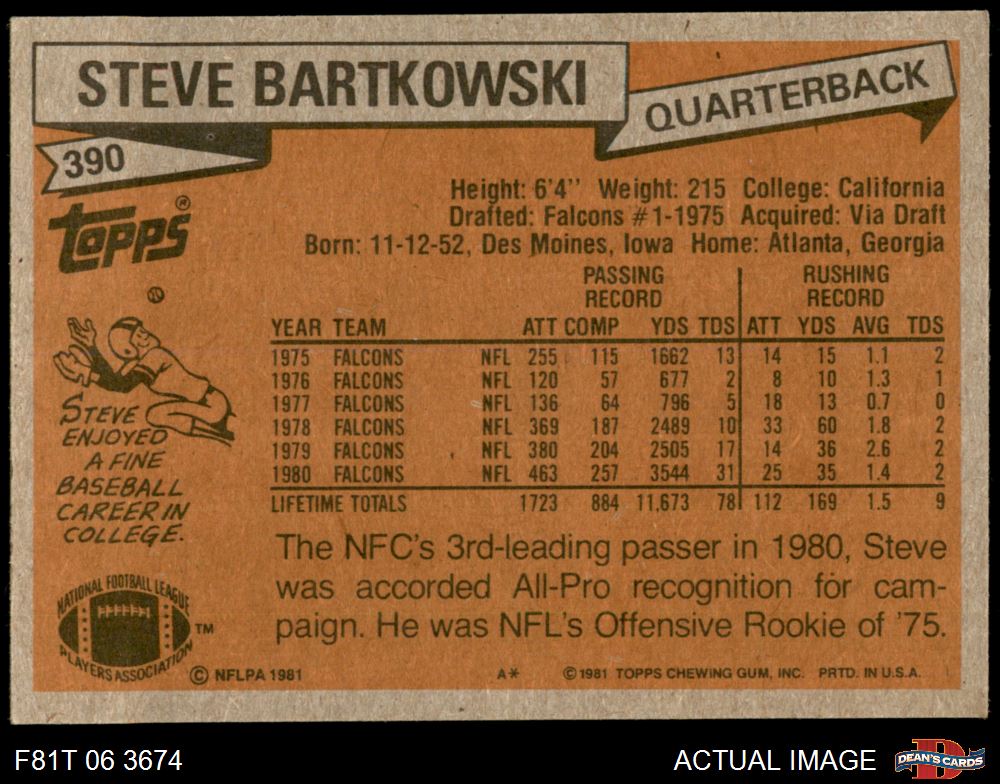 STEVE BARTKOWSKI
QUARTERBACK
390
TOPPS®
Height: 6'4'' Weight: 215 College: California
Drafted: Falcons #1-1975 Acquired: Via Draft
Born: 11-12-52, Des Moines, Iowa Home: Atlanta, Georgia
PASSING RECORD RUSHING RECORD
YEAR TEAM ATT COMP YDS TDS ATT YDS AVG TDS
1975 FALCONS NFL 255 115 1662 13 14 15 1.1 2
1976 FALCONS NFL 120 57 677 2 8 10 1.3 1
1977 FALCONS NFL 136 64 796 5 18 13 0.7 0
1978 FALCONS NFL 369 187 2489 10 33 60 1.8 2
1979 FALCONS NFL 380 204 2505 17 14 36 2.6 2
1980 FALCONS NFL 463 257 3544 31 25 35 1.4 2
LIFETIME TOTALS 1723 884 11,673 78 112 169 1.5 9
STEVE
ENJOYED
A FINE
BASEBALL
CAREER IN
COLLEGE.
The NFC's 3rd-leading passer in 1980, Steve
was accorded All-Pro recognition for cam-
paign. He was NFL's Offensive Rookie of '75.
NATIONAL FOOTBALL LEAGUE
PLAYERS ASSOCIATION TM
© NFLPA 1981 A* © 1981 TOPPS CHEWING GUM, INC. PRTD. IN U.S.A.
F81T 06 3674 ACTUAL IMAGE D DEAN'S CARDS